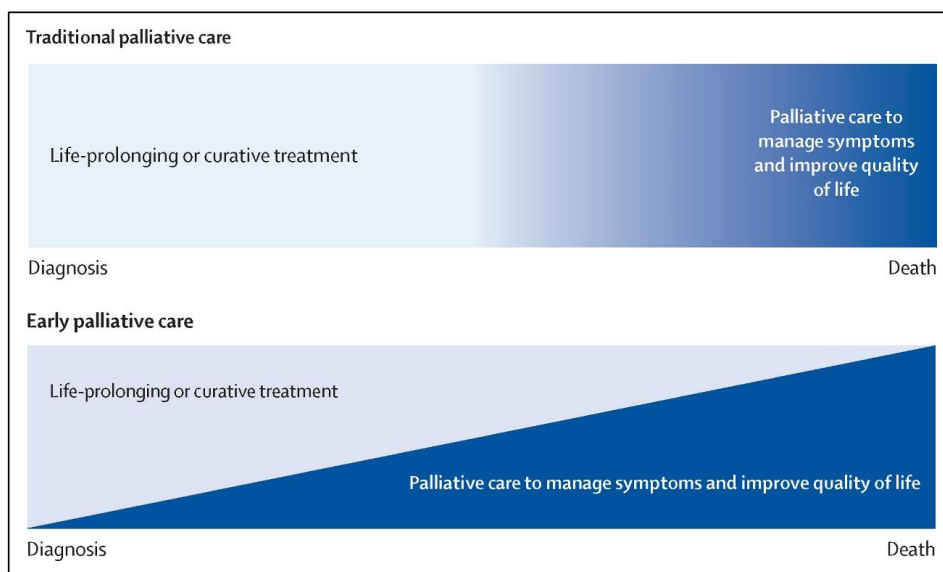 Traditional palliative care
Life-prolonging or curative treatment
Palliative care to
manage symptoms
and improve quality
of life
Diagnosis
Death
Early palliative care
Life-prolonging or curative treatment
Palliative care to manage symptoms and improve quality of life
Diagnosis
Death